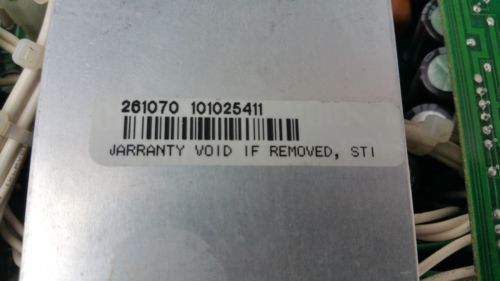 261070 101025411
JARRANTY VOID IF REMOVED, STI